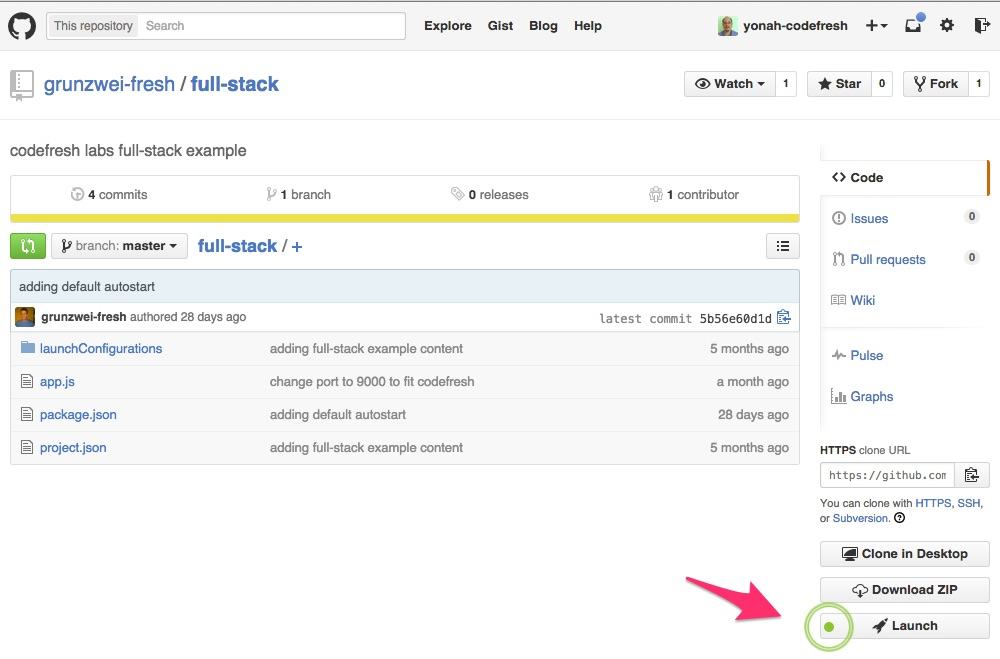 This repository Search Explore Gist Blog Help yonah-codefresh
grunzwei-fresh / full-stack Watch 1 Star 0 Fork 1
codefresh labs full-stack example
4 commits 1 branch 0 releases 1 contributor
branch: master full-stack / +
adding default autostart
grunzwei-fresh authored 28 days ago latest commit 5b56e60d1d
launchConfigurations adding full-stack example content 5 months ago
app.js change port to 9000 to fit codefresh a month ago
package.json adding default autostart 28 days ago
project.json adding full-stack example content 5 months ago
Code
Issues 0
Pull requests 0
Wiki
Pulse
Graphs
HTTPS clone URL
https://github.com
You can clone with HTTPS, SSH,
or Subversion.
Clone in Desktop
Download ZIP
Launch